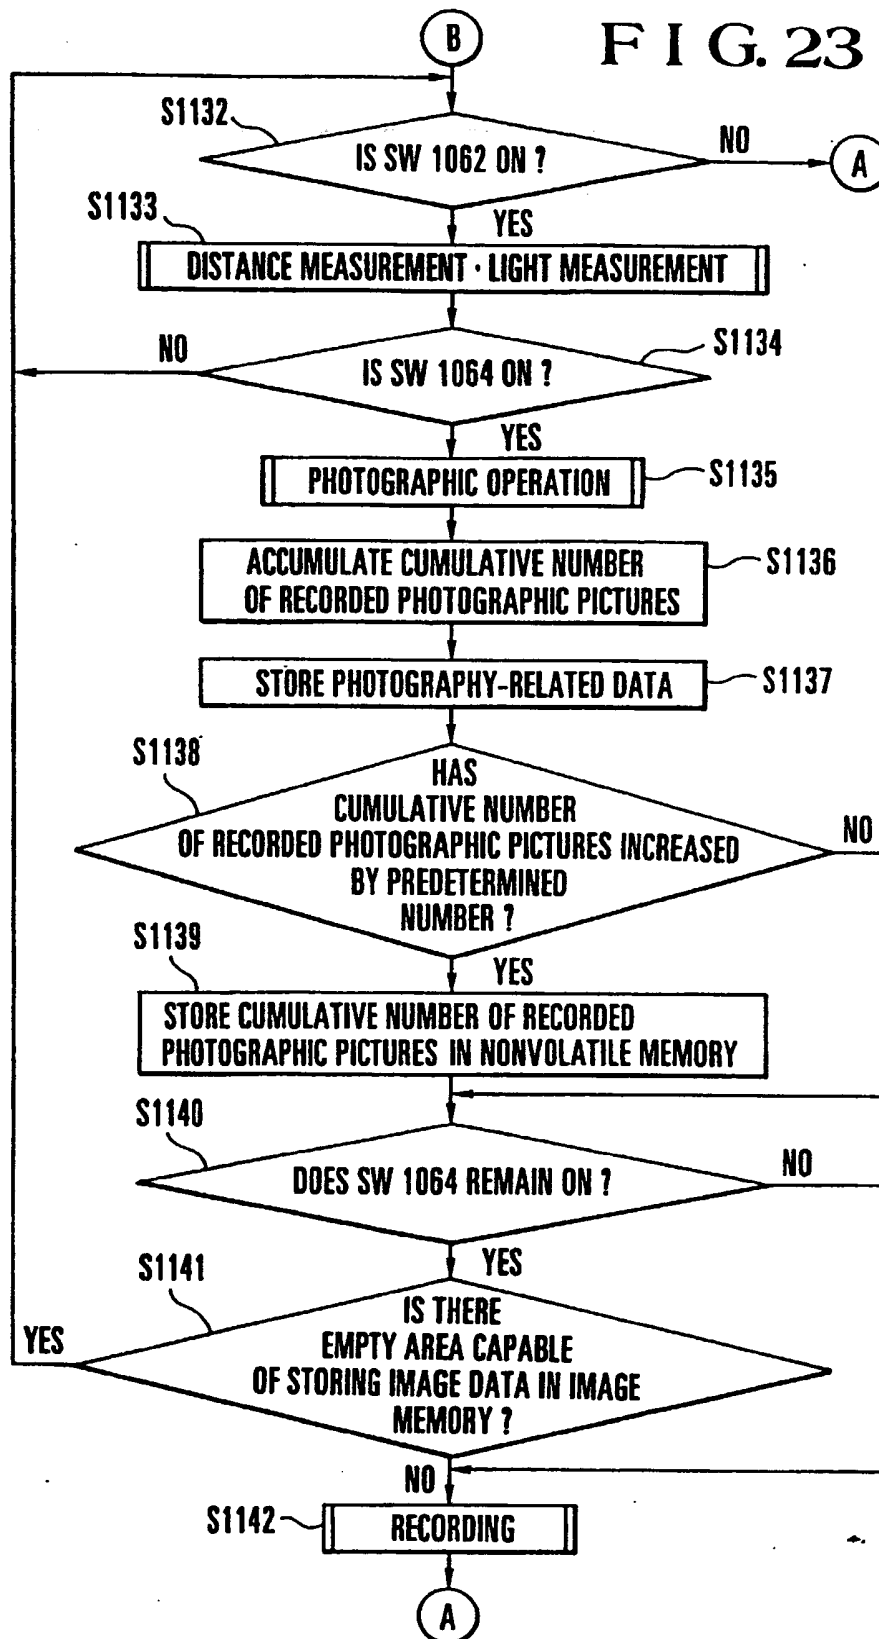 B
F I G. 23
S1132
IS SW 1062 ON ?
NO
A
YES
S1133
DISTANCE MEASUREMENT · LIGHT MEASUREMENT
NO
S1134
IS SW 1064 ON ?
YES
PHOTOGRAPHIC OPERATION
S1135
ACCUMULATE CUMULATIVE NUMBER
OF RECORDED PHOTOGRAPHIC PICTURES
S1136
STORE PHOTOGRAPHY-RELATED DATA
S1137
S1138
HAS
CUMULATIVE NUMBER
OF RECORDED PHOTOGRAPHIC PICTURES INCREASED
BY PREDETERMINED
NUMBER ?
NO
S1139
YES
STORE CUMULATIVE NUMBER OF RECORDED
PHOTOGRAPHIC PICTURES IN NONVOLATILE MEMORY
S1140
DOES SW 1064 REMAIN ON ?
NO
YES
S1141
IS THERE
EMPTY AREA CAPABLE
OF STORING IMAGE DATA IN IMAGE
MEMORY ?
YES
NO
S1142
RECORDING
A